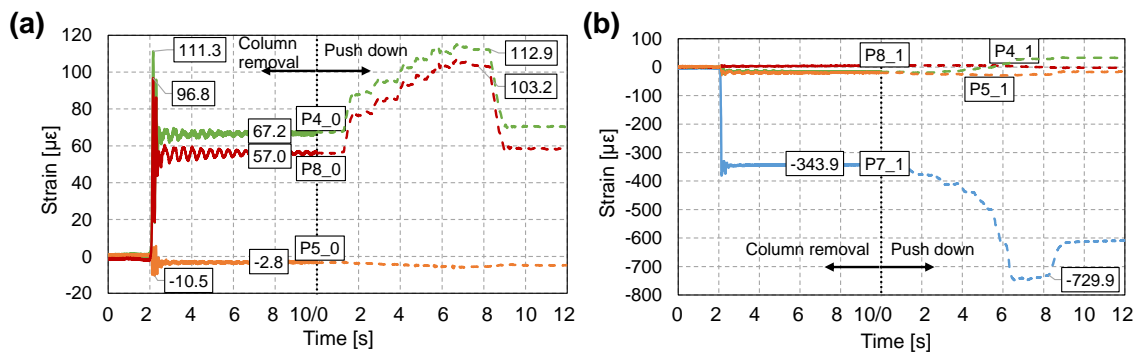 (a)
120
100
80
60
40
20
0
-20
Strain [µε]
111.3
96.8
Column
removal
Push down
112.9
103.2
67.2
P4_0
57.0
P8_0
-2.8
P5_0
-10.5
0 2 4 6 8 10/0 2 4 6 8 10 12
Time [s]
(b)
100
0
-100
-200
-300
-400
-500
-600
-700
-800
Strain [µε]
P8_1
P4_1
P5_1
-343.9
P7_1
Column removal
Push down
-729.9
0 2 4 6 8 10/0 2 4 6 8 10 12
Time [s]